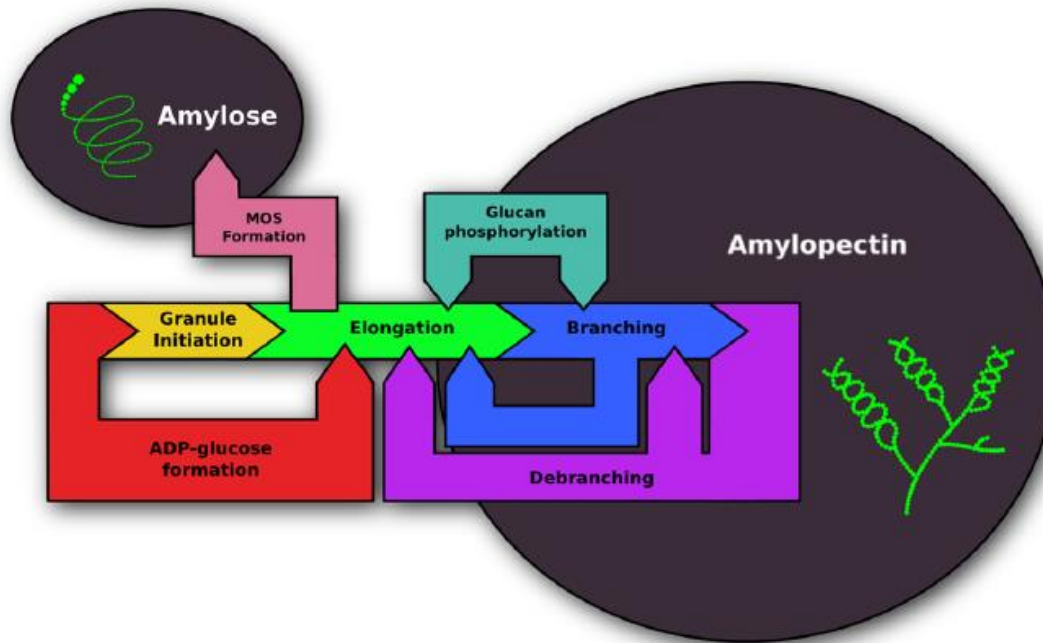 Amylose
MOS
Formation
Glucan
phosphorylation
Amylopectin
Granule
Initiation
Elongation
Branching
ADP-glucose
formation
Debranching